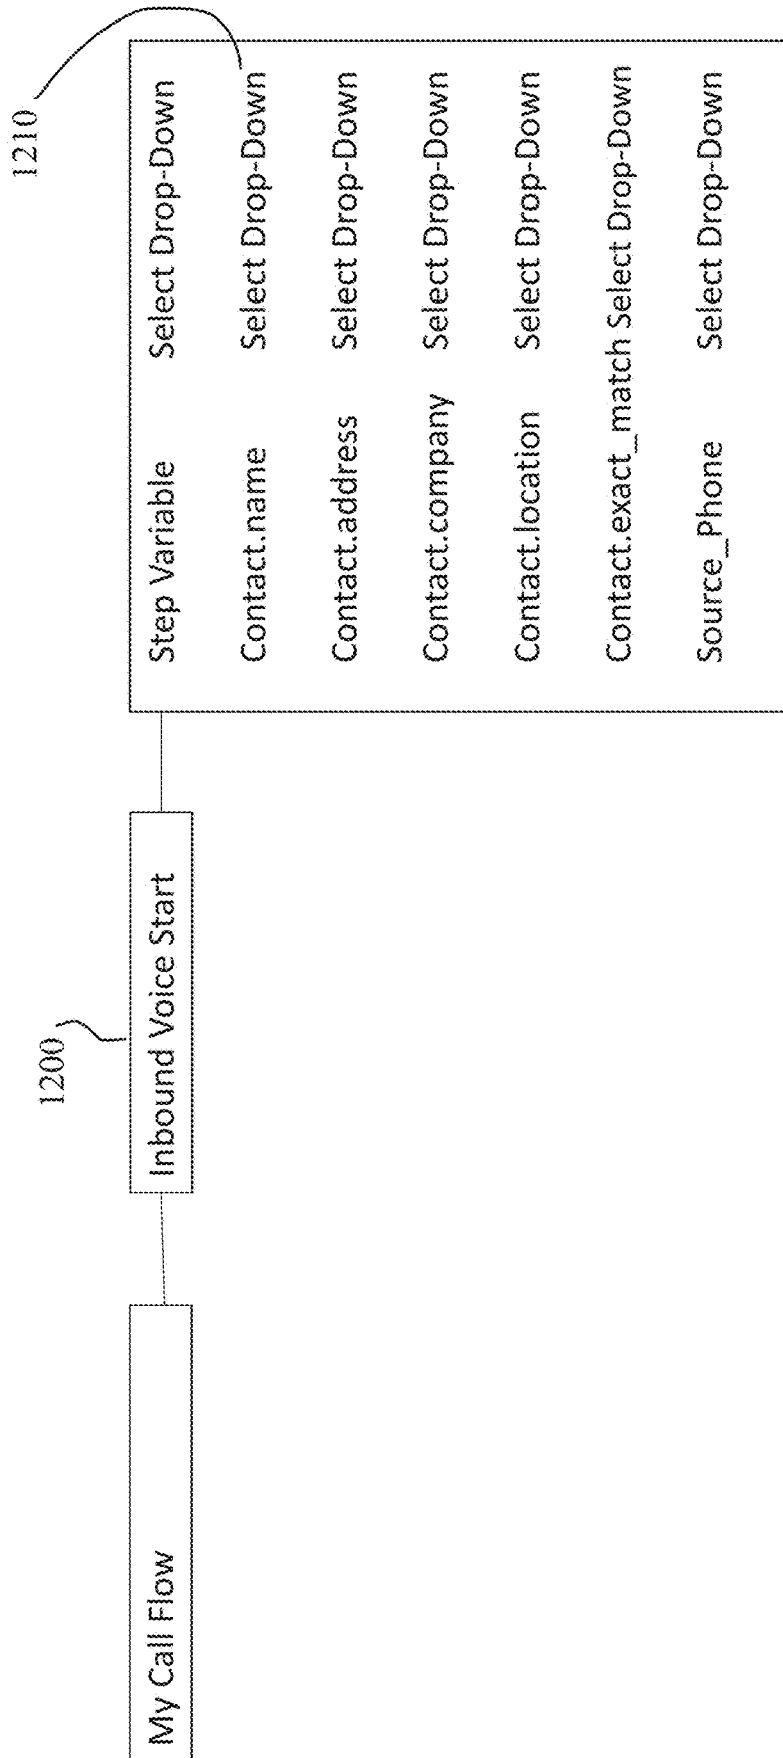 1210
1200
My Call Flow
Inbound Voice Start
Step Variable Select Drop-Down
Contact.name Select Drop-Down
Contact.address Select Drop-Down
Contact.company Select Drop-Down
Contact.location Select Drop-Down
Contact.exact_match Select Drop-Down
Source_Phone Select Drop-Down